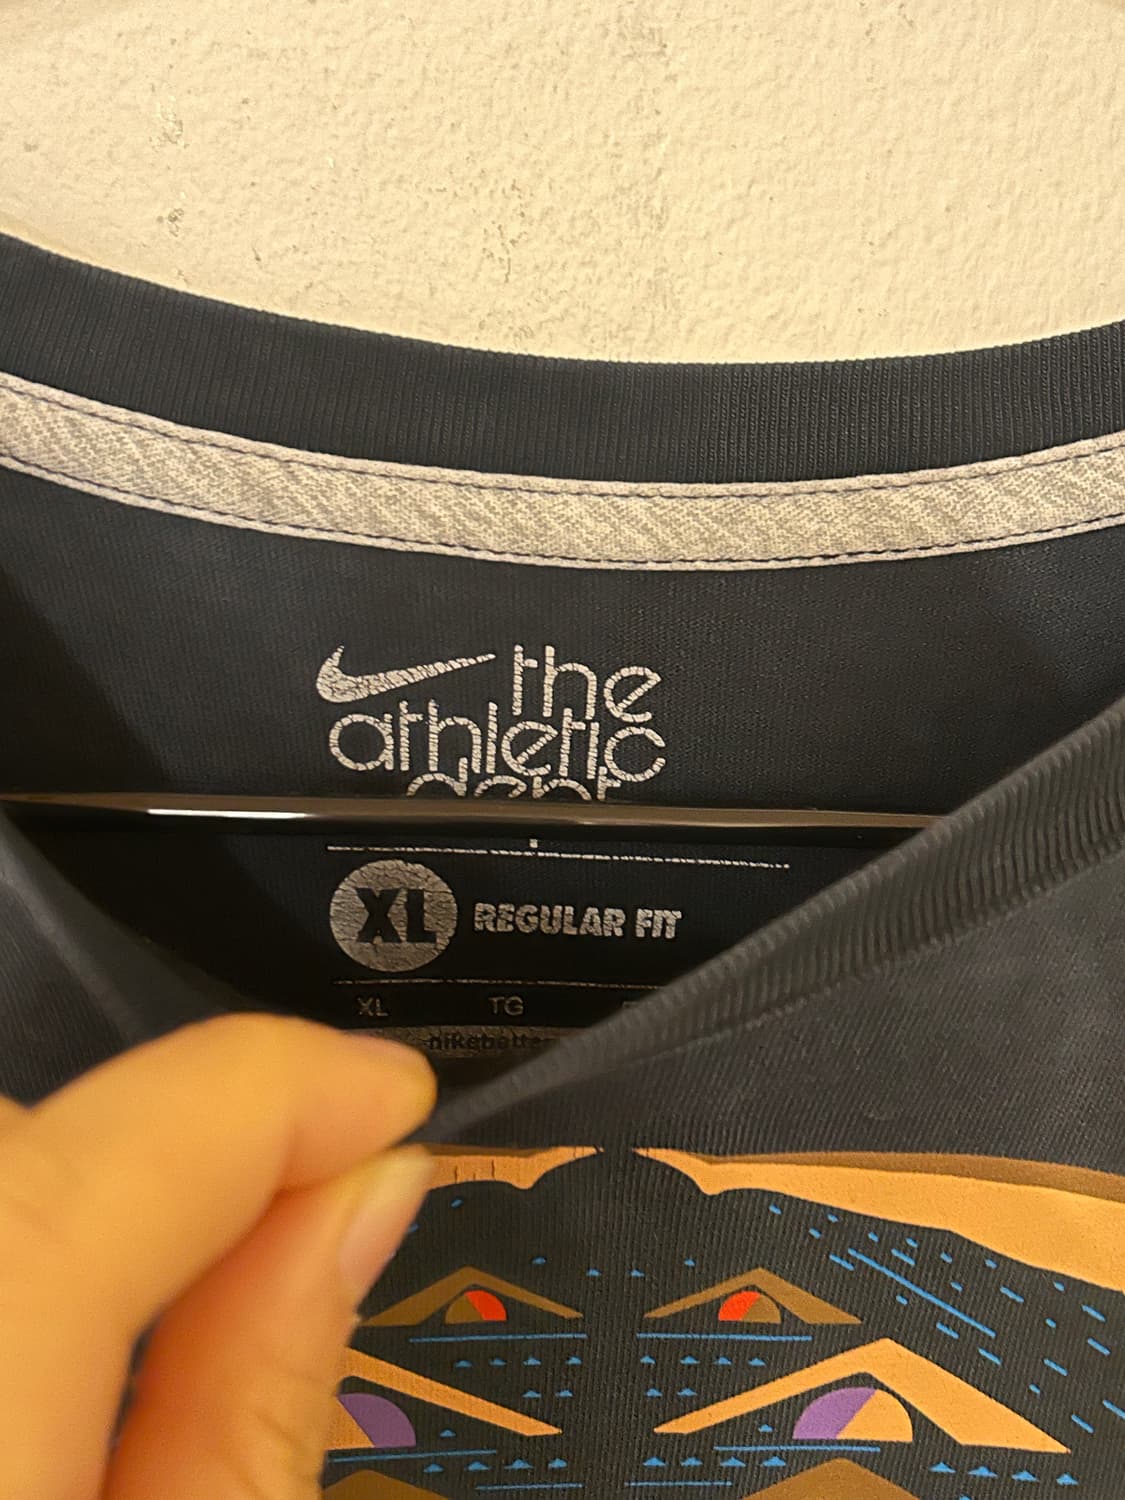 the
athletic
XL REGULAR FIT
XL TG